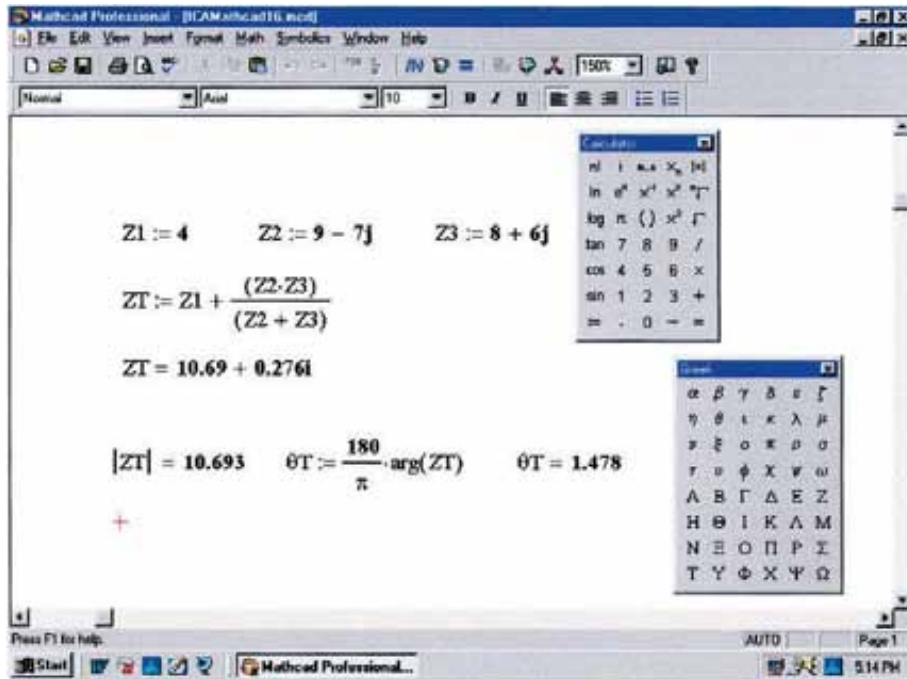 Mathcad Professional - [ICAMathcad16.mcd]
File Edit View Insert Format Math Symbolics Window Help
150%
Normal Arial 10 B I U
Calculator
n! i m..n Xn |x|
ln e^x x^-1 x^y ⁿ√
log π ( ) x² √
tan 7 8 9 /
cos 4 5 6 ×
sin 1 2 3 +
:= . 0 − =
Z1 := 4 Z2 := 9 − 7j Z3 := 8 + 6j
ZT := Z1 + (Z2·Z3) / (Z2 + Z3)
ZT = 10.69 + 0.276i
|ZT| = 10.693 θT := 180/π · arg(ZT) θT = 1.478
Greek
α β γ δ ε ζ
η θ ι κ λ μ
ν ξ ο π ρ σ
τ υ φ χ ψ ω
Α Β Γ Δ Ε Ζ
Η Θ Ι Κ Λ Μ
Ν Ξ Ο Π Ρ Σ
Τ Υ Φ Χ Ψ Ω
Press F1 for help. AUTO Page 1
Start Mathcad Professional... 5:14 PM